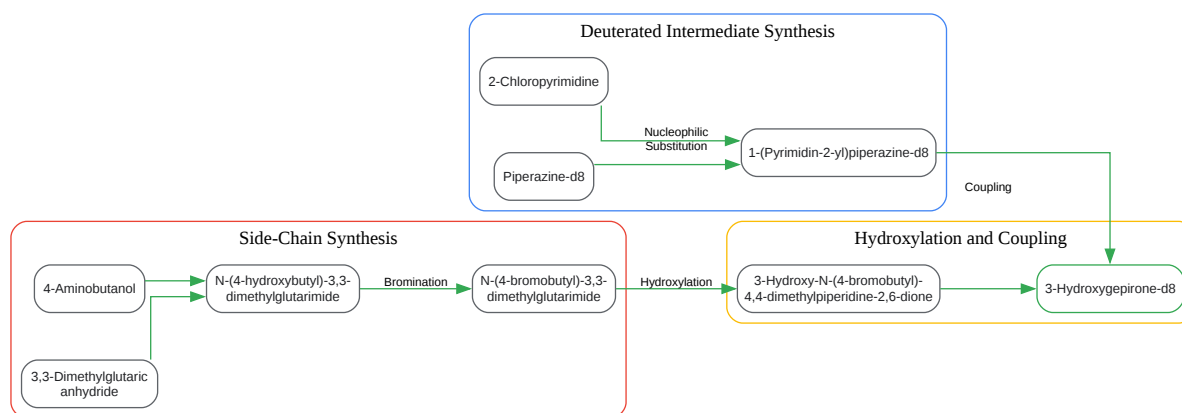 Deuterated Intermediate Synthesis
2-Chloropyrimidine
Nucleophilic
Substitution
1-(Pyrimidin-2-yl)piperazine-d8
Piperazine-d8
Coupling
Side-Chain Synthesis
Hydroxylation and Coupling
4-Aminobutanol
N-(4-hydroxybutyl)-3,3-
dimethylglutarimide
Bromination
N-(4-bromobutyl)-3,3-
dimethylglutarimide
Hydroxylation
3-Hydroxy-N-(4-bromobutyl)-
4,4-dimethylpiperidine-2,6-dione
3-Hydroxygepirone-d8
3,3-Dimethylglutaric
anhydride